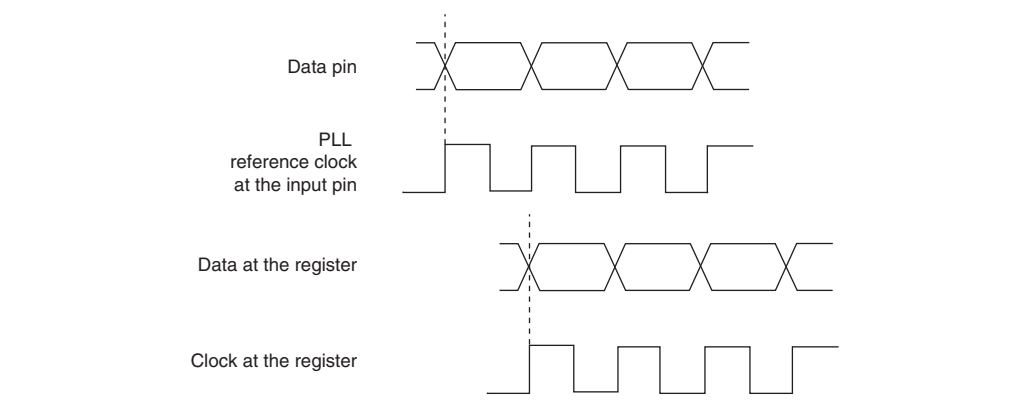 Data pin
PLL
reference clock
at the input pin
Data at the register
Clock at the register